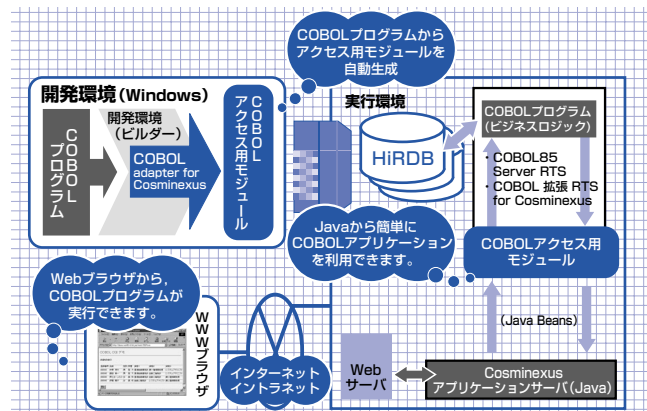 COBOLプログラムから
アクセス用モジュールを
自動生成
開発環境(Windows)
COBOLプログラム
開発環境
(ビルダー)
COBOL
adapter for
Cosminexus
COBOL
アクセス用モジュール
実行環境
HiRDB
COBOLプログラム
(ビジネスロジック)
・COBOL85
Server RTS
・COBOL 拡張 RTS
for Cosminexus
Javaから簡単に
COBOLアプリケーション
を利用できます。
COBOLアクセス用
モジュール
Webブラウザから，
COBOLプログラムが
実行できます。
WWWブラウザ
インターネット
イントラネット
(Java Beans)
Web
サーバ
Cosminexus
アプリケーションサーバ(Java)